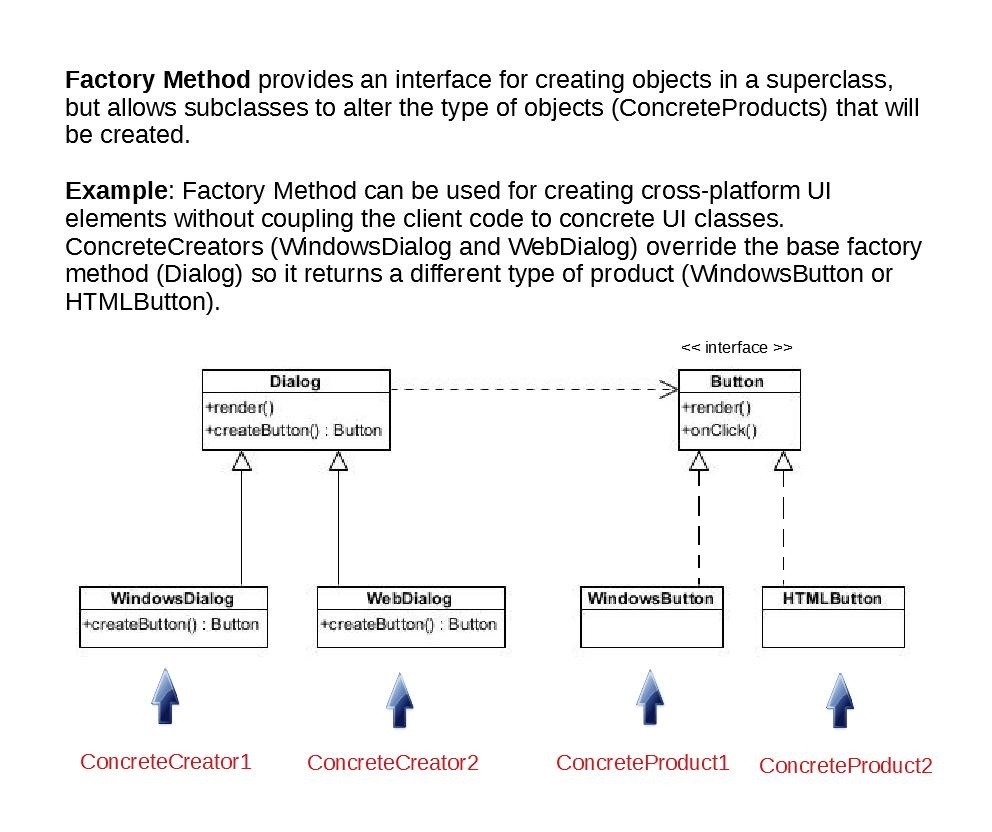 Factory Method provides an interface for creating objects in a superclass,
but allows subclasses to alter the type of objects (ConcreteProducts) that will
be created.
Example: Factory Method can be used for creating cross-platform UI
elements without coupling the client code to concrete UI classes.
ConcreteCreators (WindowsDialog and WebDialog) override the base factory
method (Dialog) so it returns a different type of product (WindowsButton or
HTMLButton).
<< interface >>
Dialog
+render()
+createButton() : Button
Button
+render()
+onClick()
WindowsDialog
+createButton() : Button
WebDialog
+createButton() : Button
WindowsButton
HTMLButton
ConcreteCreator1
ConcreteCreator2
ConcreteProduct1
ConcreteProduct2